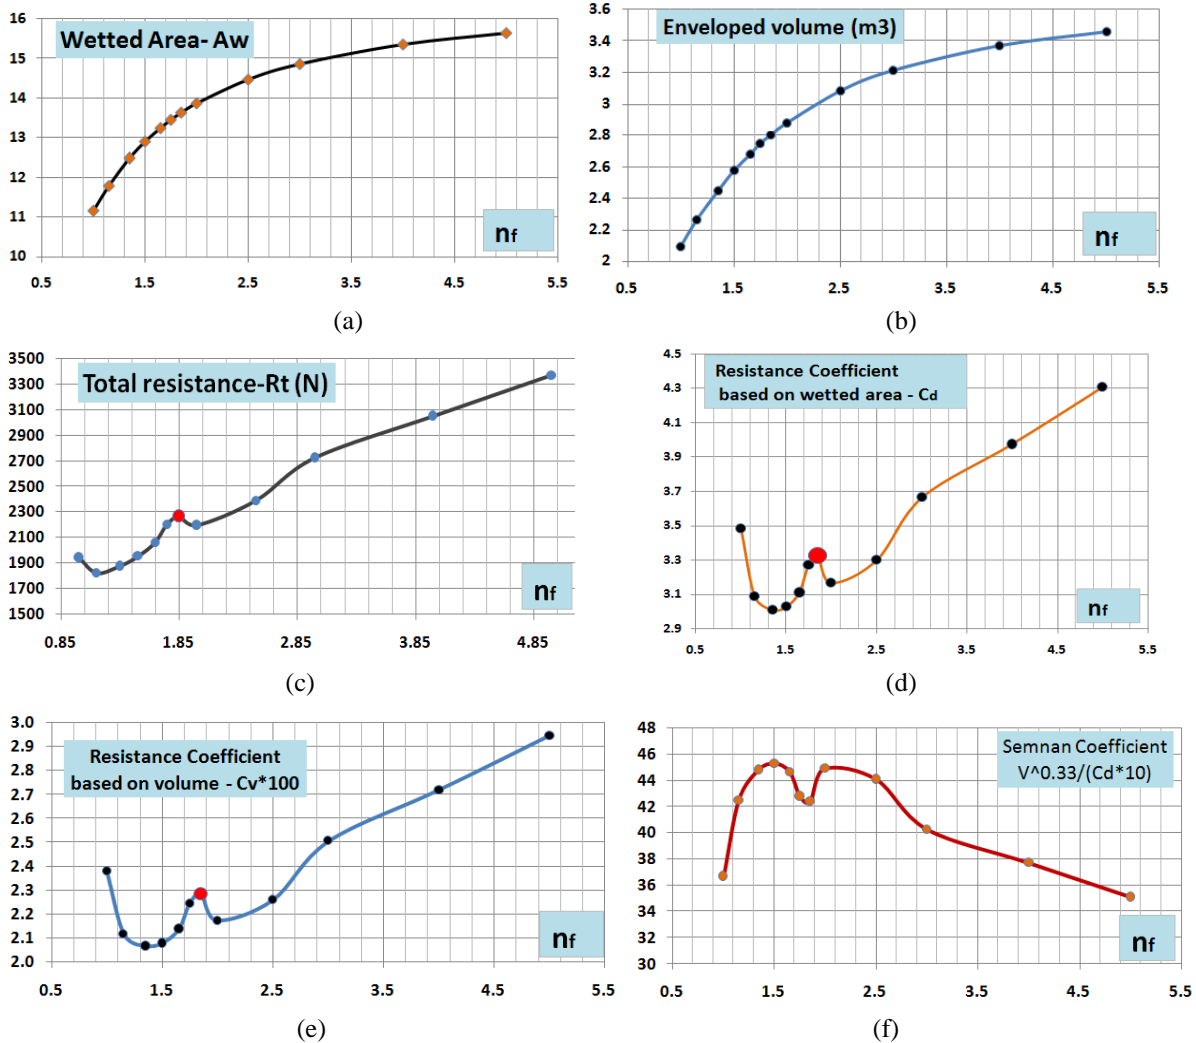 Wetted Area- Aw
16
15
14
13
12
11
10
0.5 1.5 2.5 3.5 4.5 5.5
nf
(a)
Enveloped volume (m3)
3.6
3.4
3.2
3
2.8
2.6
2.4
2.2
2
0.5 1.5 2.5 3.5 4.5 5.5
nf
(b)
Total resistance-Rt (N)
3500
3300
3100
2900
2700
2500
2300
2100
1900
1700
1500
0.85 1.85 2.85 3.85 4.85
nf
(c)
Resistance Coefficient
based on wetted area - Cd
4.5
4.3
4.1
3.9
3.7
3.5
3.3
3.1
2.9
0.5 1.5 2.5 3.5 4.5 5.5
nf
(d)
Resistance Coefficient
based on volume - Cv*100
3.0
2.9
2.8
2.7
2.6
2.5
2.4
2.3
2.2
2.1
2.0
0.5 1.5 2.5 3.5 4.5 5.5
nf
(e)
Semnan Coefficient
V^0.33/(Cd*10)
48
46
44
42
40
38
36
34
32
30
0.5 1.5 2.5 3.5 4.5 5.5
nf
(f)